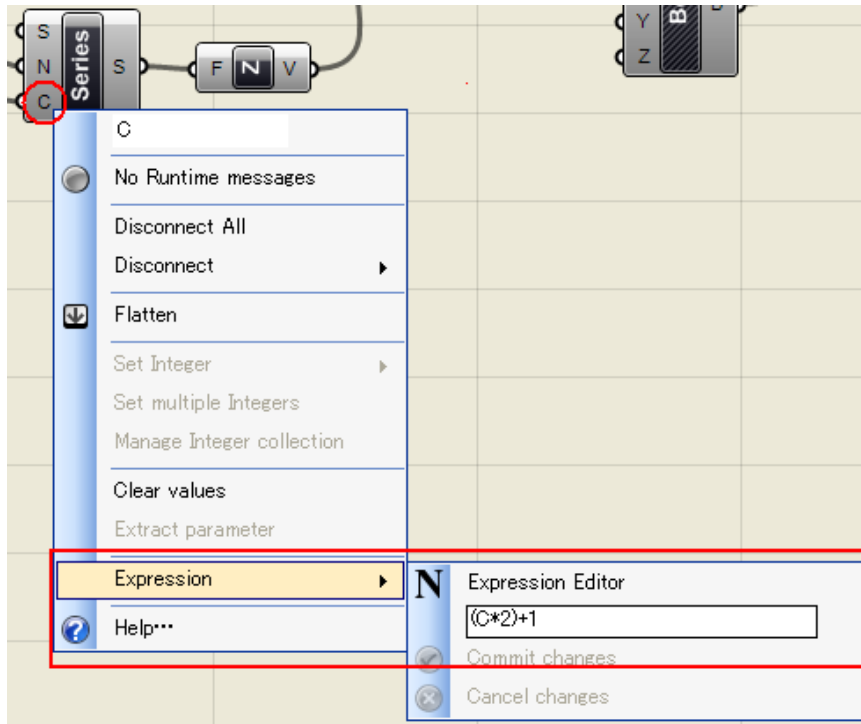 S
N
C
Series
S
F
N
V
Y
Z
C
No Runtime messages
Disconnect All
Disconnect
Flatten
Set Integer
Set multiple Integers
Manage Integer collection
Clear values
Extract parameter
Expression
Help…
N
Expression Editor
(C*2)+1
Commit changes
Cancel changes